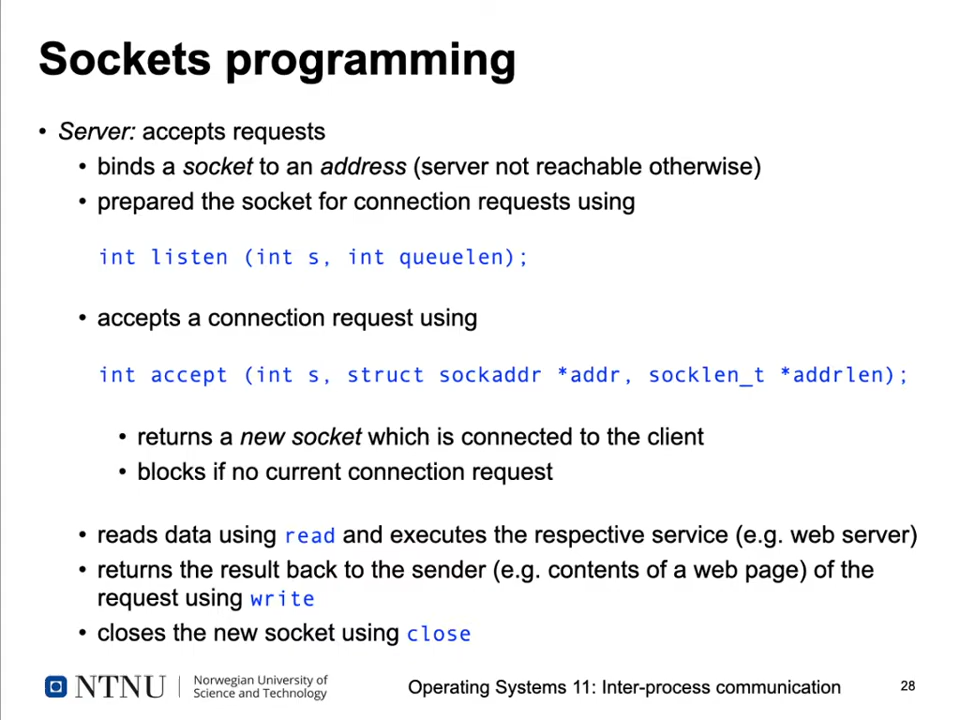 Sockets programming
• Server: accepts requests
• binds a socket to an address (server not reachable otherwise)
• prepared the socket for connection requests using
int listen (int s, int queuelen);
• accepts a connection request using
int accept (int s, struct sockaddr *addr, socklen_t *addrlen);
• returns a new socket which is connected to the client
• blocks if no current connection request
• reads data using read and executes the respective service (e.g. web server)
• returns the result back to the sender (e.g. contents of a web page) of the
request using write
• closes the new socket using close
NTNU
Norwegian University of
Science and Technology
Operating Systems 11: Inter-process communication
28